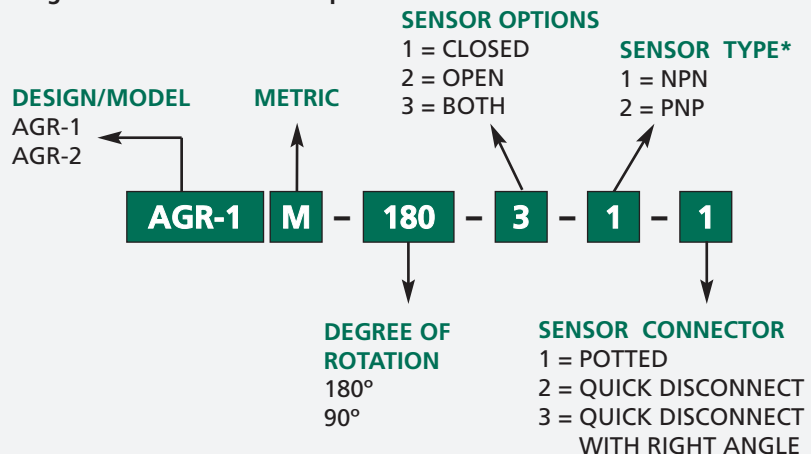 SENSOR OPTIONS
1 = CLOSED
2 = OPEN
3 = BOTH
SENSOR TYPE*
1 = NPN
2 = PNP
DESIGN/MODEL
AGR-1
AGR-2
METRIC
AGR-1 M – 180 – 3 – 1 – 1
DEGREE OF
ROTATION
180º
90º
SENSOR CONNECTOR
1 = POTTED
2 = QUICK DISCONNECT
3 = QUICK DISCONNECT
WITH RIGHT ANGLE